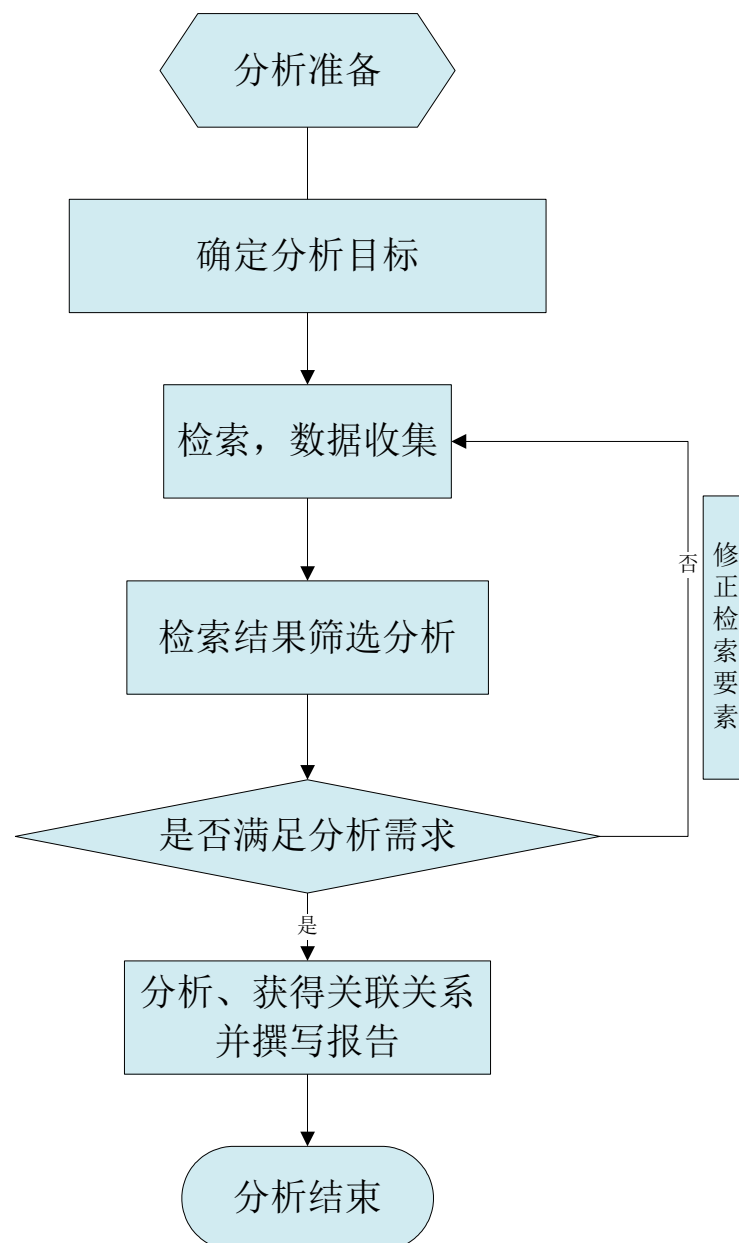 分析准备
确定分析目标
检索，数据收集
检索结果筛选分析
是否满足分析需求
否
修正检索要素
是
分析、获得关联关系
并撰写报告
分析结束